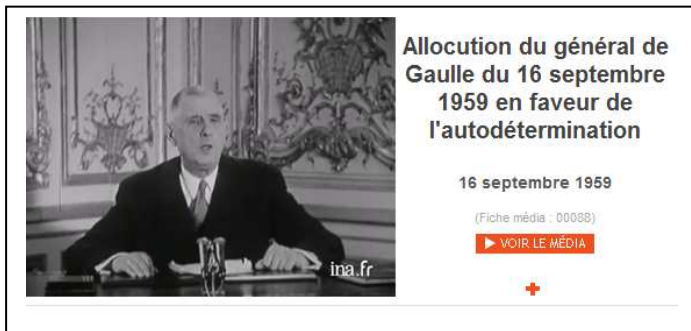 Allocution du général de
Gaulle du 16 septembre
1959 en faveur de
l'autodétermination
16 septembre 1959
(Fiche média : 00088)
VOIR LE MÉDIA
ina.fr